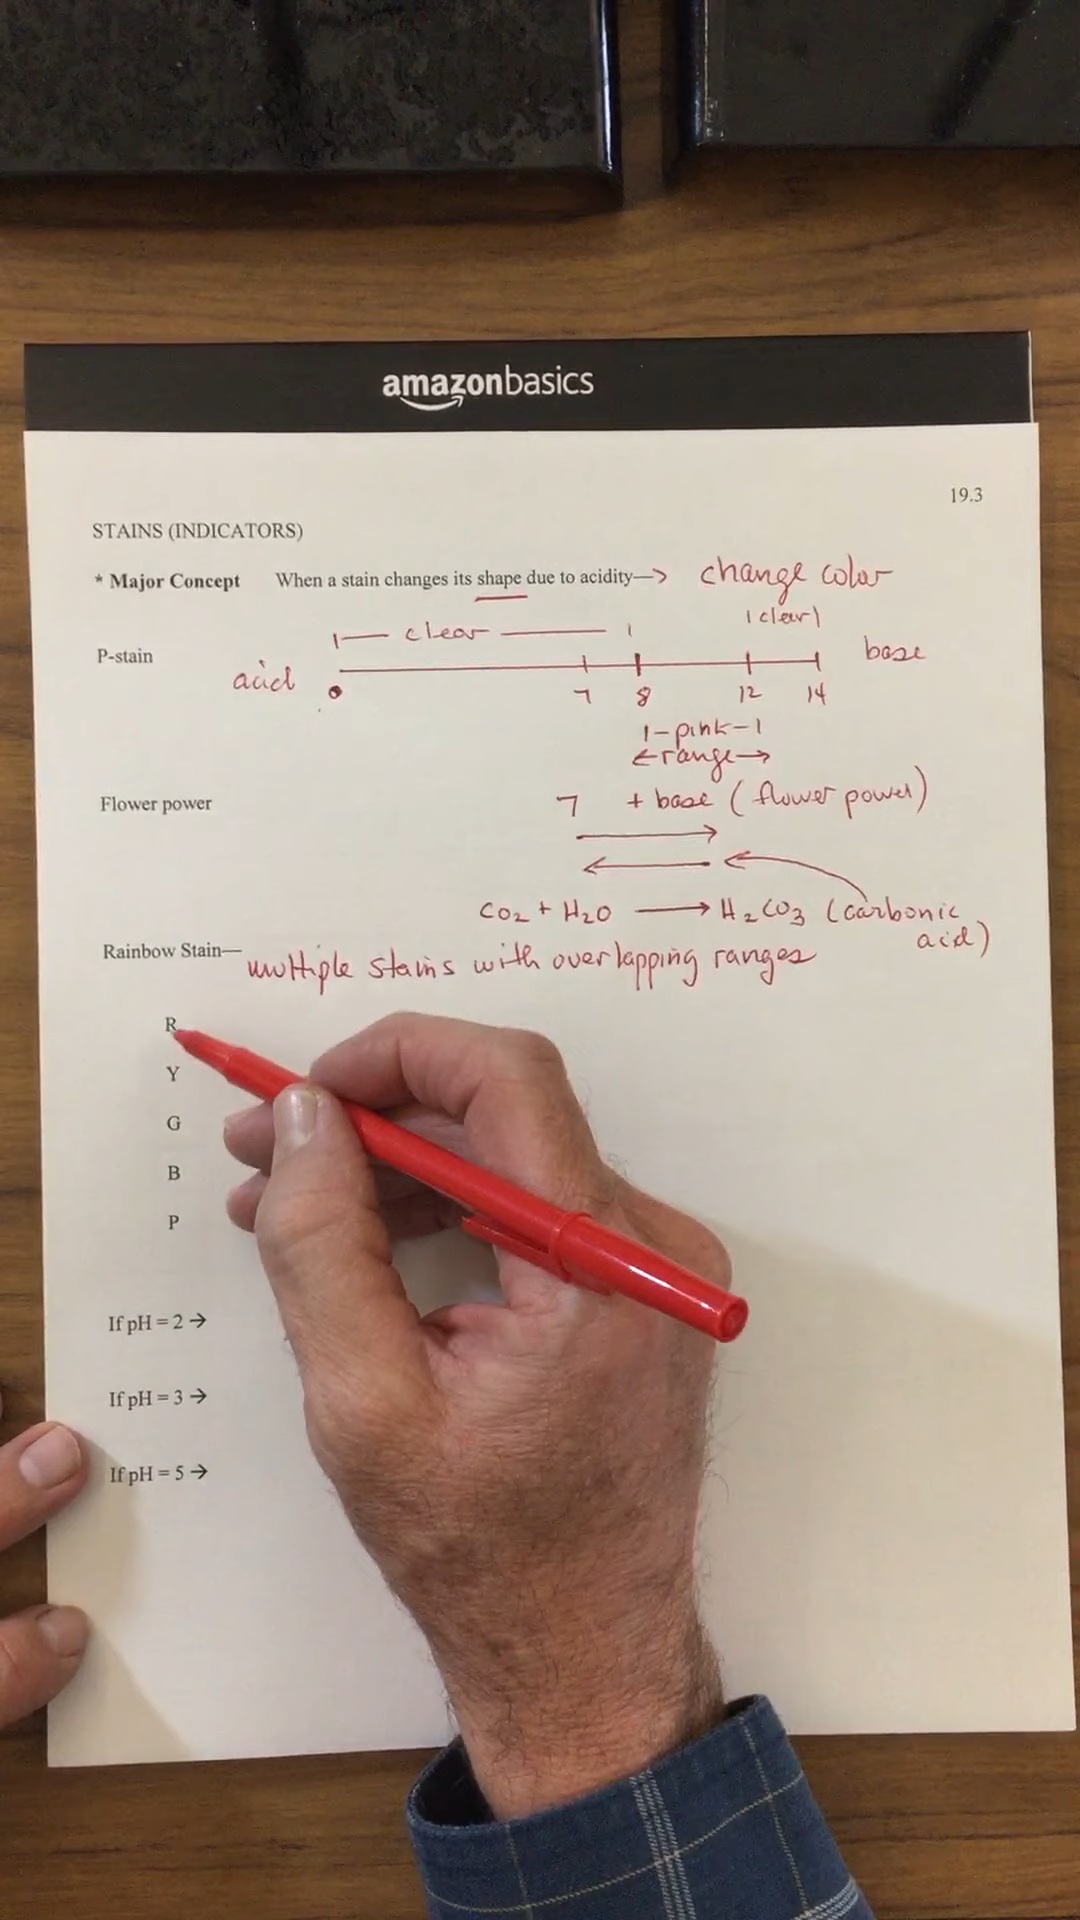 amazonbasics
19.3
STAINS (INDICATORS)
* Major Concept When a stain changes its shape due to acidity—> change color
|— clear —| |clear|
P-stain acid base
0 7 8 12 14
|-pink-|
<-range->
Flower power 7 + base (flower power)
CO2 + H2O → H2CO3 (carbonic
acid)
Rainbow Stain— multiple stains with overlapping ranges
R
Y
G
B
P
If pH = 2 →
If pH = 3 →
If pH = 5 →